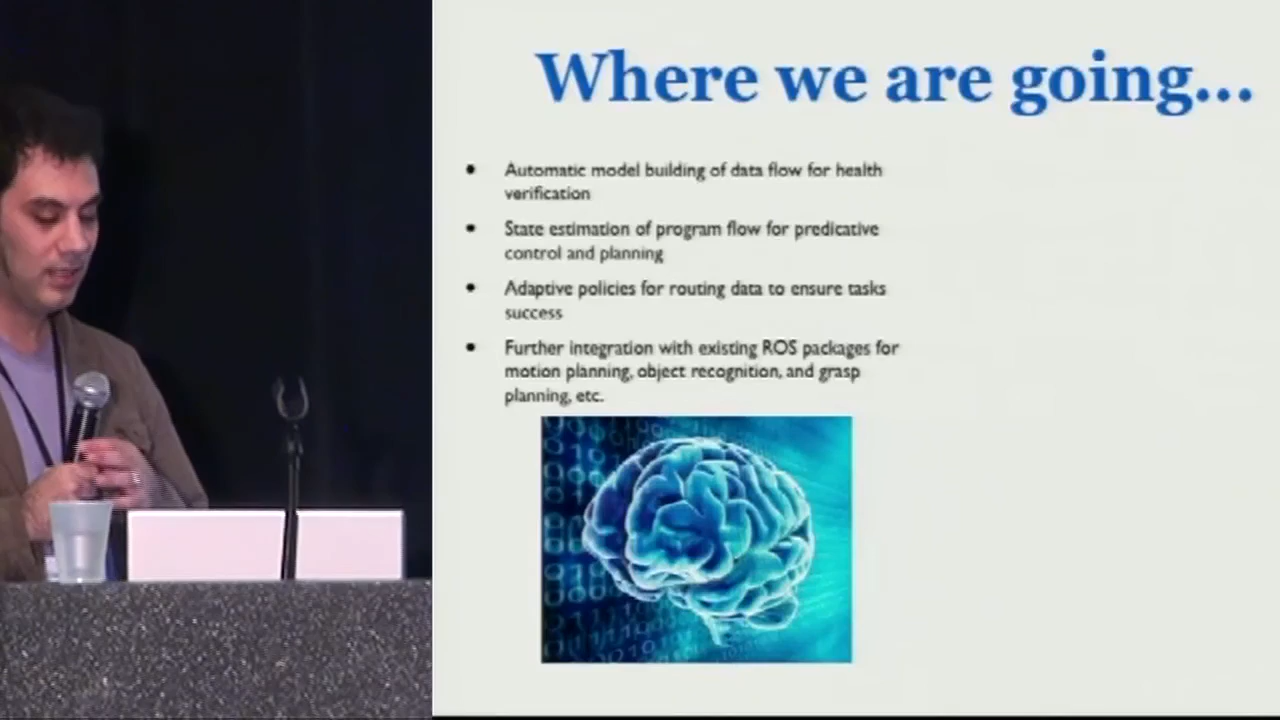 Where we are going...
• Automatic model building of data flow for health
verification
• State estimation of program flow for predicative
control and planning
• Adaptive policies for routing data to ensure tasks
success
• Further integration with existing ROS packages for
motion planning, object recognition, and grasp
planning, etc.